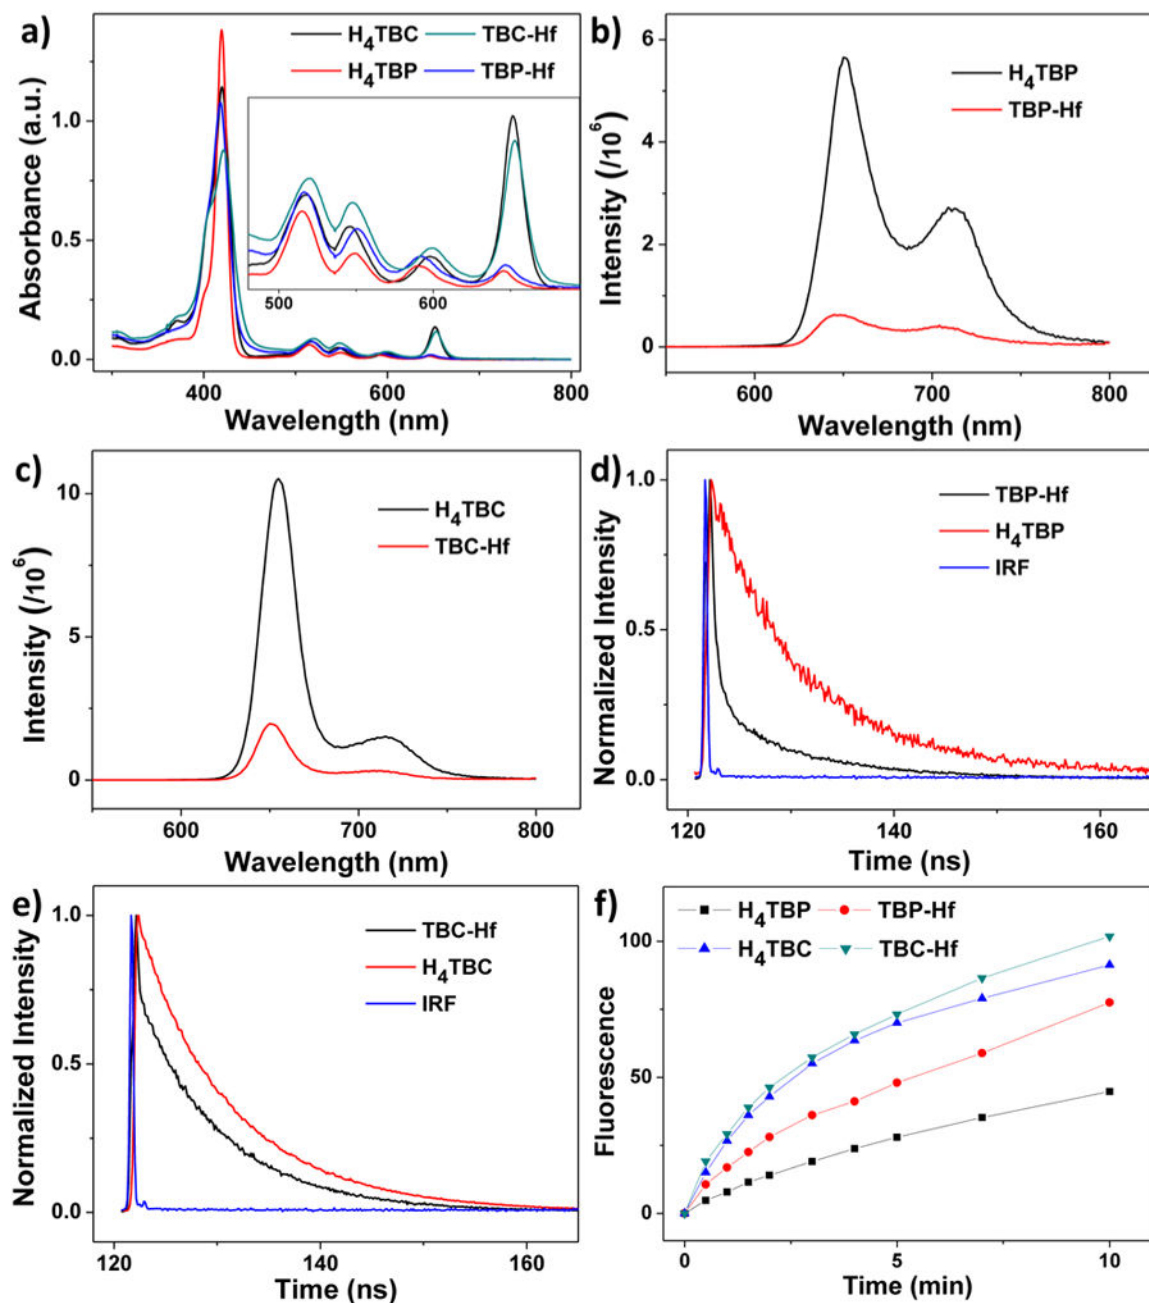 a)
H4TBC TBC-Hf
H4TBP TBP-Hf
Absorbance (a.u.)
1.0
0.5
0.0
500 600
400 600 700 800
Wavelength (nm)
b)
H4TBP
TBP-Hf
Intensity (/10^6)
6
4
2
0
600 700 800
Wavelength (nm)
c)
H4TBC
TBC-Hf
Intensity (/10^6)
10
5
0
600 700 800
Wavelength (nm)
d)
TBP-Hf
H4TBP
IRF
Normalized Intensity
1.0
0.5
0.0
120 140 160
Time (ns)
e)
TBC-Hf
H4TBC
IRF
Normalized Intensity
1.0
0.5
0.0
120 140 160
Time (ns)
f)
H4TBP TBP-Hf
H4TBC TBC-Hf
Fluorescence
100
50
0
0 5 10
Time (min)